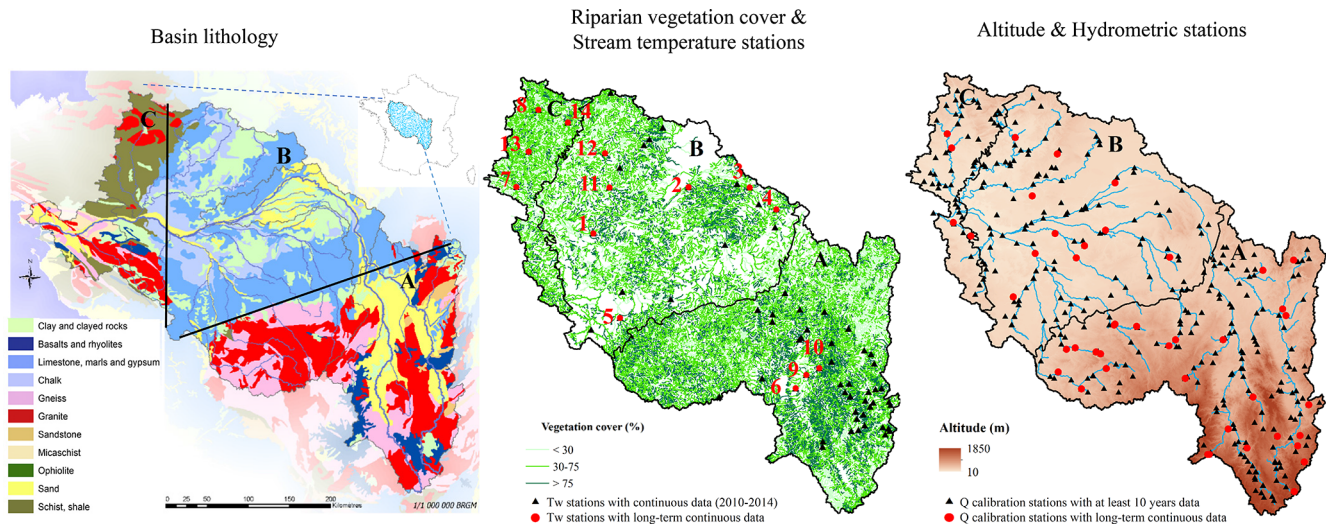 Basin lithology
C
B
A
N
Clay and clayed rocks
Basalts and rhyolites
Limestone, marls and gypsum
Chalk
Gneiss
Granite
Sandstone
Micaschist
Ophiolite
Sand
Schist, shale
0 25 50 100 150 200
Kilometres
1/1 000 000 BRGM
Riparian vegetation cover &
Stream temperature stations
8
C
14
13
12
B
3
7
11
2
4
1
A
5
10
9
6
Vegetation cover (%)
< 30
30-75
> 75
Tw stations with continuous data (2010-2014)
Tw stations with long-term continuous data
Altitude & Hydrometric stations
C
B
A
Altitude (m)
1850
10
Q calibration stations with at least 10 years data
Q calibration stations with long-term continuous data